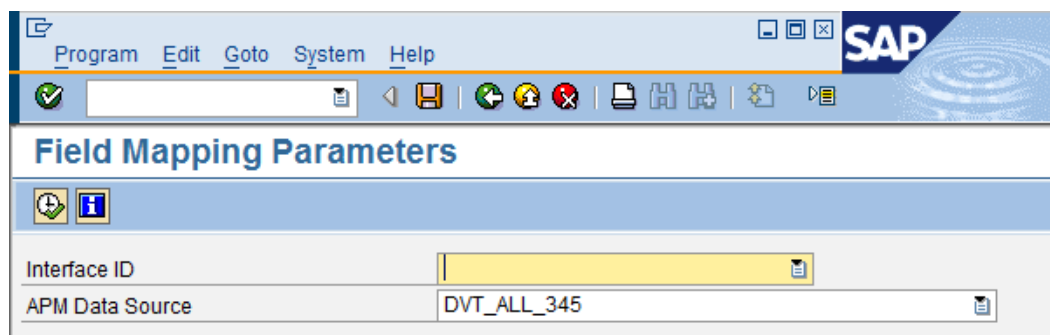 Program Edit Goto System Help
SAP
Field Mapping Parameters
Interface ID
APM Data Source DVT_ALL_345